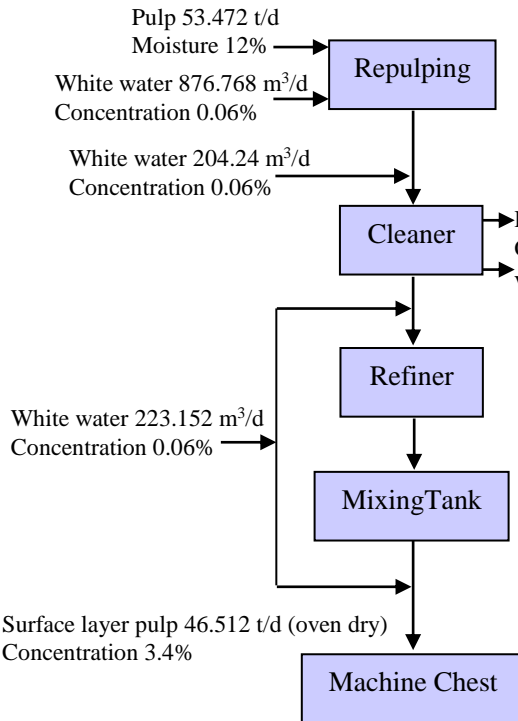 Pulp 53.472 t/d
Moisture 12%
Repulping
White water 876.768 m³/d
Concentration 0.06%
White water 204.24 m³/d
Concentration 0.06%
Cleaner
Refiner
White water 223.152 m³/d
Concentration 0.06%
MixingTank
Surface layer pulp 46.512 t/d (oven dry)
Concentration 3.4%
Machine Chest